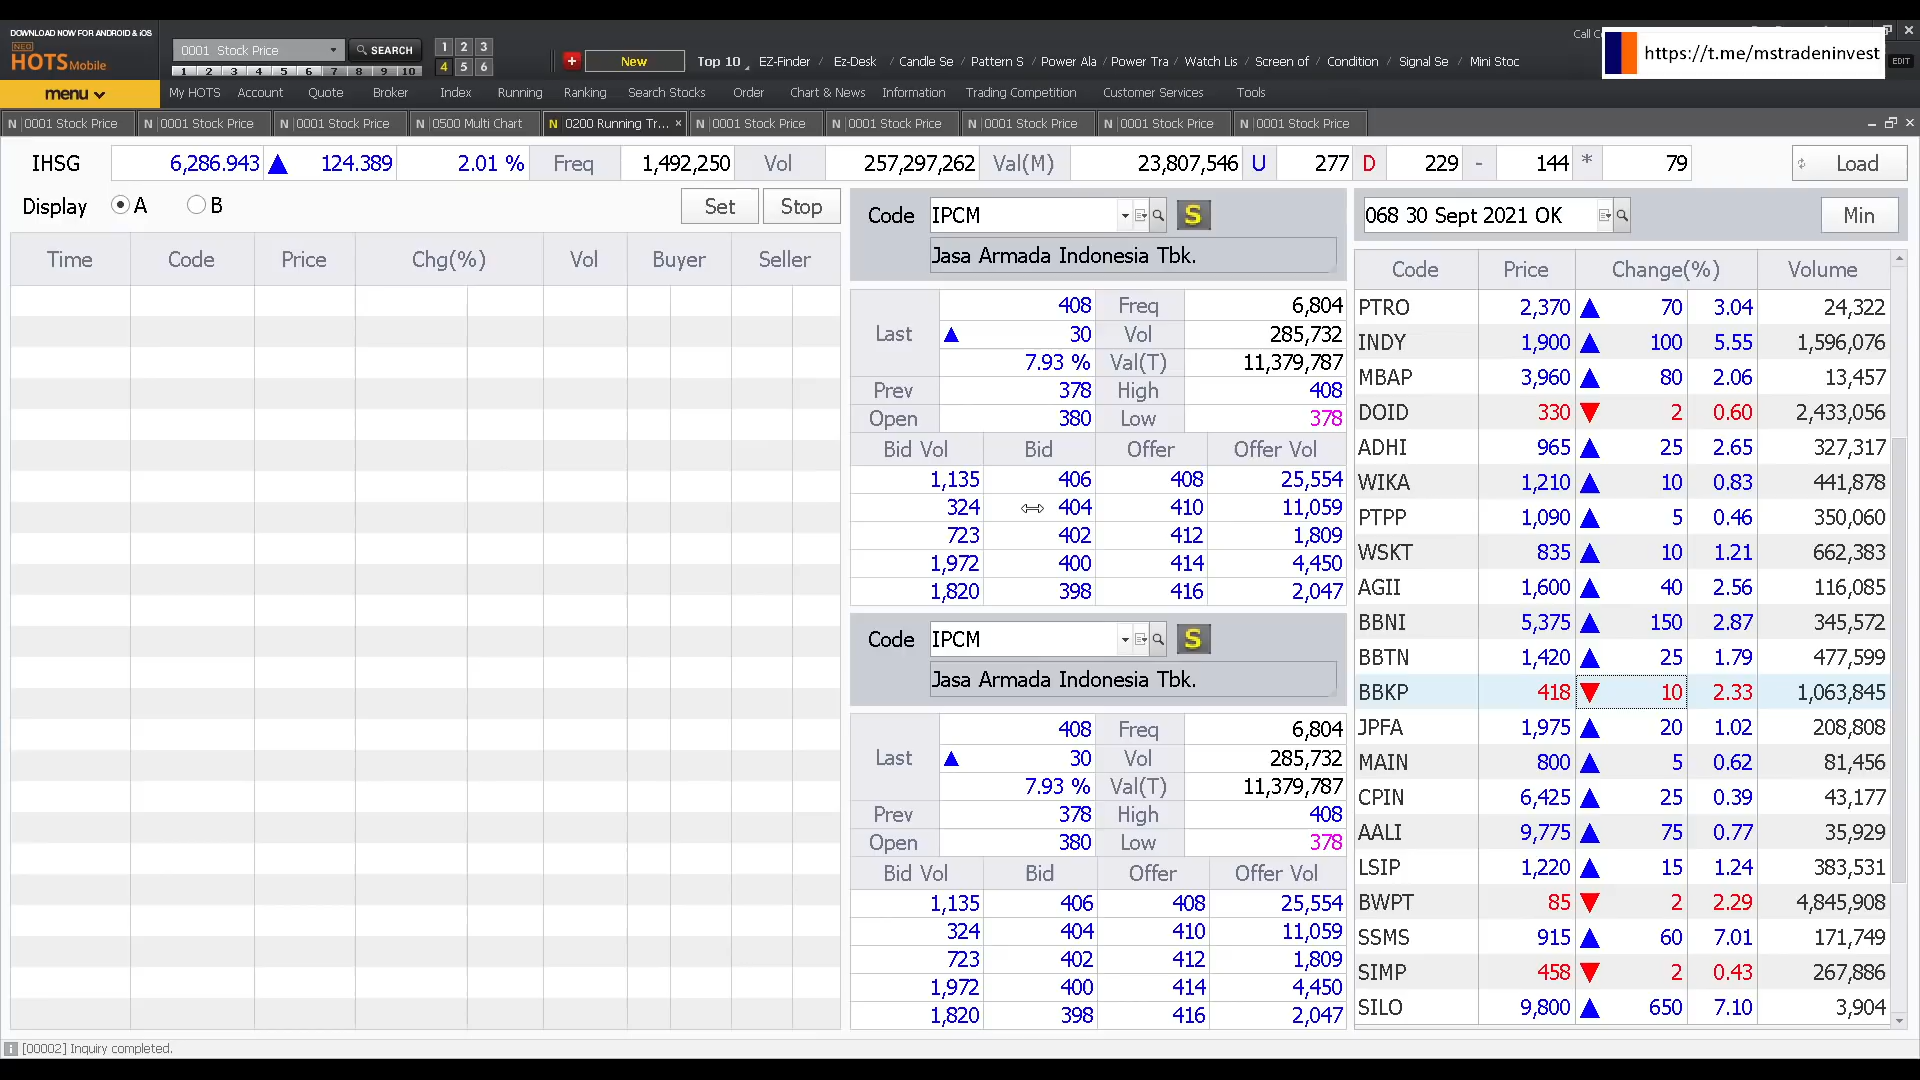 DOWNLOAD NOW FOR ANDROID & iOS
NEO
HOTS Mobile
menu
0001 Stock Price
SEARCH
1 2 3 4 5 6 7 8 9 10
1 2 3
4 5 6
New
Top 10
EZ-Finder / Ez-Desk / Candle Se / Pattern S / Power Ala / Power Tra / Watch Lis / Screen of / Condition / Signal Se / Mini Stoc
https://t.me/mstradeninvest
EDIT
My HOTS Account Quote Broker Index Running Ranking Search Stocks Order Chart & News Information Trading Competition Customer Services Tools
N 0001 Stock Price N 0001 Stock Price N 0001 Stock Price N 0500 Multi Chart N 0200 Running Tr... × N 0001 Stock Price N 0001 Stock Price N 0001 Stock Price N 0001 Stock Price N 0001 Stock Price
IHSG 6,286.943 ▲ 124.389 2.01 % Freq 1,492,250 Vol 257,297,262 Val(M) 23,807,546 U 277 D 229 - 144 * 79 Load
Display A B Set Stop
Time Code Price Chg(%) Vol Buyer Seller
Code IPCM S
Jasa Armada Indonesia Tbk.
Last 408 Freq 6,804
▲ 30 Vol 285,732
7.93 % Val(T) 11,379,787
Prev 378 High 408
Open 380 Low 378
Bid Vol Bid Offer Offer Vol
1,135 406 408 25,554
324 404 410 11,059
723 402 412 1,809
1,972 400 414 4,450
1,820 398 416 2,047
Code IPCM S
Jasa Armada Indonesia Tbk.
Last 408 Freq 6,804
▲ 30 Vol 285,732
7.93 % Val(T) 11,379,787
Prev 378 High 408
Open 380 Low 378
Bid Vol Bid Offer Offer Vol
1,135 406 408 25,554
324 404 410 11,059
723 402 412 1,809
1,972 400 414 4,450
1,820 398 416 2,047
068 30 Sept 2021 OK Min
Code Price Change(%) Volume
PTRO 2,370 ▲ 70 3.04 24,322
INDY 1,900 ▲ 100 5.55 1,596,076
MBAP 3,960 ▲ 80 2.06 13,457
DOID 330 ▼ 2 0.60 2,433,056
ADHI 965 ▲ 25 2.65 327,317
WIKA 1,210 ▲ 10 0.83 441,878
PTPP 1,090 ▲ 5 0.46 350,060
WSKT 835 ▲ 10 1.21 662,383
AGII 1,600 ▲ 40 2.56 116,085
BBNI 5,375 ▲ 150 2.87 345,572
BBTN 1,420 ▲ 25 1.79 477,599
BBKP 418 ▼ 10 2.33 1,063,845
JPFA 1,975 ▲ 20 1.02 208,808
MAIN 800 ▲ 5 0.62 81,456
CPIN 6,425 ▲ 25 0.39 43,177
AALI 9,775 ▲ 75 0.77 35,929
LSIP 1,220 ▲ 15 1.24 383,531
BWPT 85 ▼ 2 2.29 4,845,908
SSMS 915 ▲ 60 7.01 171,749
SIMP 458 ▼ 2 0.43 267,886
SILO 9,800 ▲ 650 7.10 3,904
[00002] Inquiry completed.